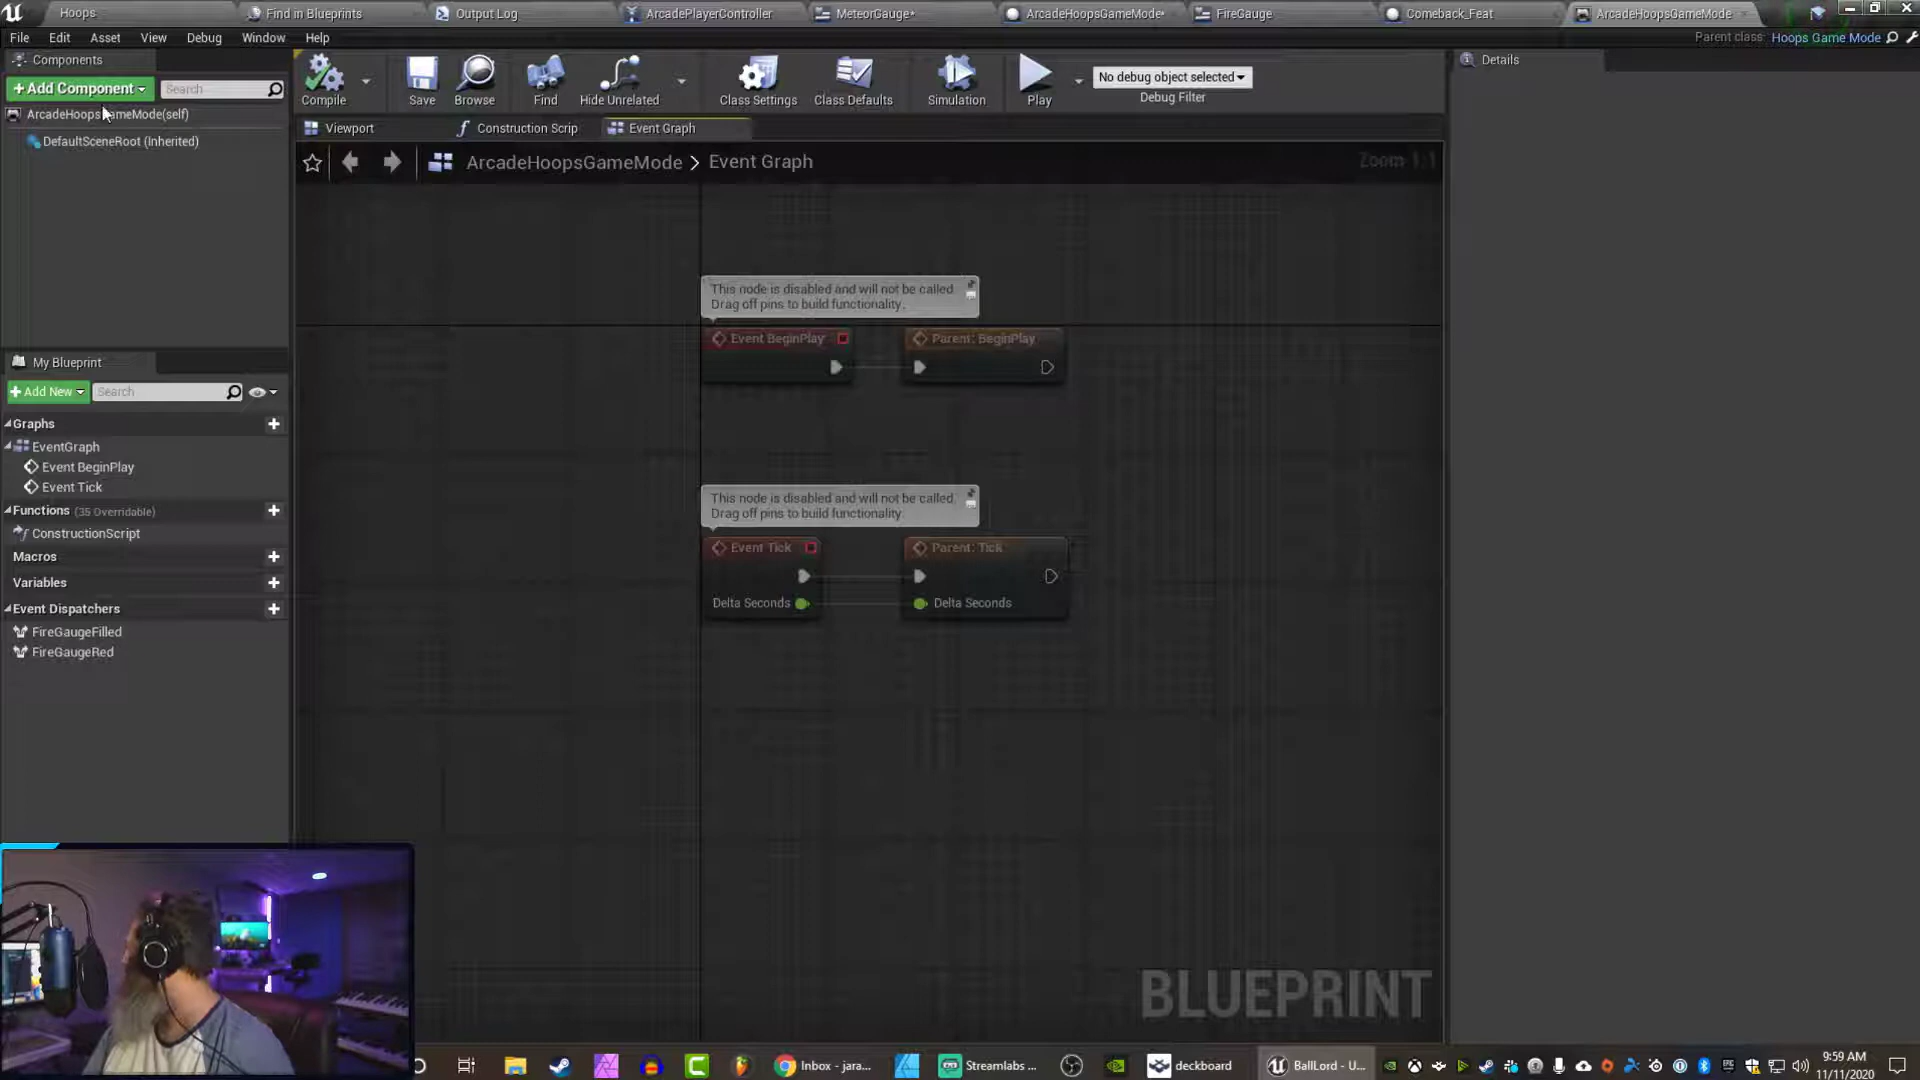 Hoops
Find in Blueprints
Output Log
ArcadePlayerController
MeteorGauge*
ArcadeHoopsGameMode*
FireGauge
Comeback_Feat
ArcadeHoopsGameMode
File Edit Asset View Debug Window Help
Parent class: Hoops Game Mode
Components
+Add Component
Search
ArcadeHoopsGameMode(self)
DefaultSceneRoot (Inherited)
Compile
Save
Browse
Find
Hide Unrelated
Class Settings
Class Defaults
Simulation
Play
No debug object selected
Debug Filter
Details
Viewport
Construction Scrip
Event Graph
ArcadeHoopsGameMode > Event Graph
Zoom 1:1
This node is disabled and will not be called.
Drag off pins to build functionality.
Event BeginPlay
Parent: BeginPlay
This node is disabled and will not be called.
Drag off pins to build functionality.
Event Tick
Parent: Tick
Delta Seconds
Delta Seconds
My Blueprint
+Add New
Search
Graphs
EventGraph
Event BeginPlay
Event Tick
Functions (35 Overridable)
ConstructionScript
Macros
Variables
Event Dispatchers
FireGaugeFilled
FireGaugeRed
BLUEPRINT
Inbox - jara...
Streamlabs ...
deckboard
BallLord - U...
9:59 AM
11/11/2020